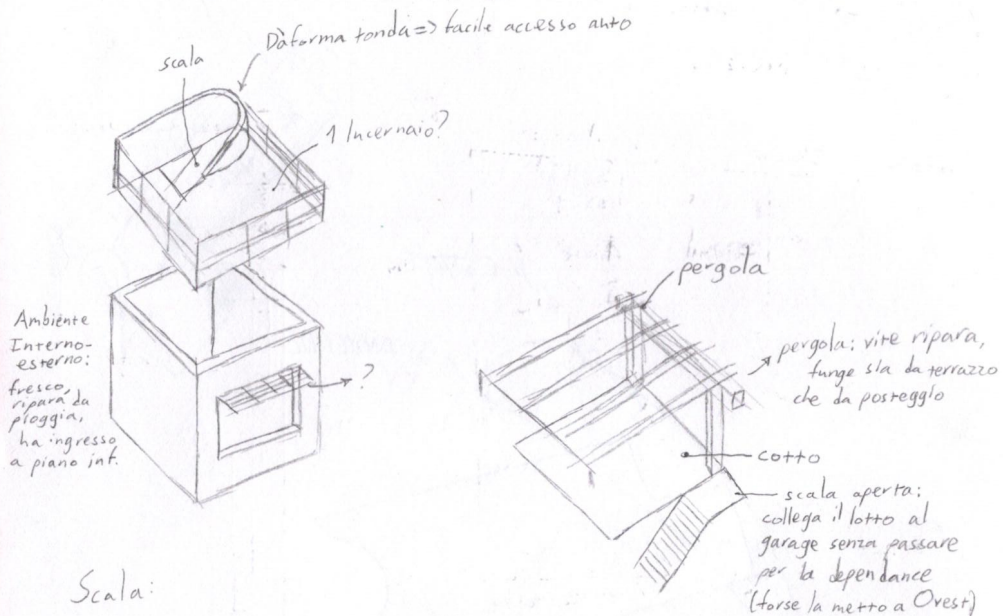 Dà forma tonda => facile accesso auto
scala
1 lucernaio?
Ambiente
Interno-
esterno:
fresco,
ripara da
pioggia,
ha ingresso
a piano inf.
?
pergola
pergola: vite ripara,
funge sia da terrazzo
che da posteggio
cotto
scala aperta:
collega il lotto al
garage senza passare
per la dependance
(forse la metto a Ovest)
Scala: